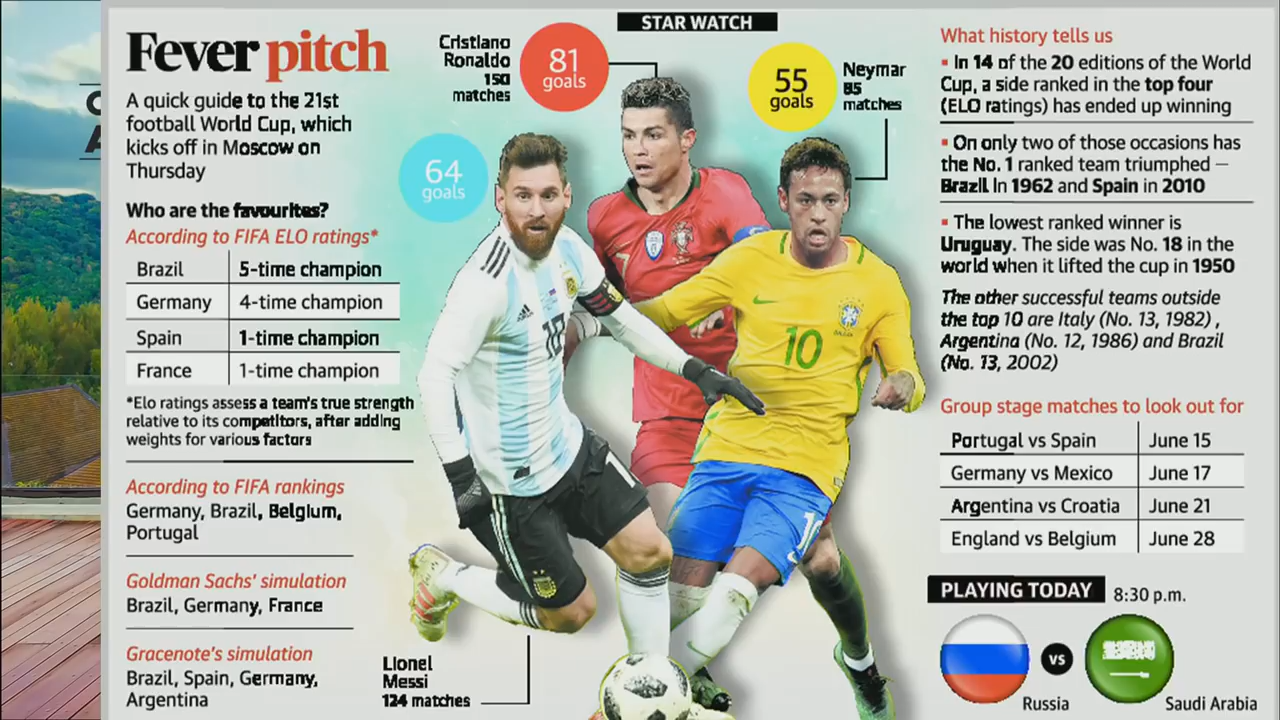 STAR WATCH
Fever pitch
A quick guide to the 21st
football World Cup, which
kicks off in Moscow on
Thursday
Who are the favourites?
According to FIFA ELO ratings*
Brazil 5-time champion
Germany 4-time champion
Spain 1-time champion
France 1-time champion
*Elo ratings assess a team's true strength
relative to its competitors, after adding
weights for various factors
According to FIFA rankings
Germany, Brazil, Belgium,
Portugal
Goldman Sachs' simulation
Brazil, Germany, France
Gracenote's simulation
Brazil, Spain, Germany,
Argentina
Cristiano
Ronaldo
150
matches
81
goals
55
goals
Neymar
85
matches
64
goals
10
10
Lionel
Messi
124 matches
What history tells us
▪ In 14 of the 20 editions of the World
Cup, a side ranked in the top four
(ELO ratings) has ended up winning
▪ On only two of those occasions has
the No. 1 ranked team triumphed —
Brazil in 1962 and Spain in 2010
▪ The lowest ranked winner is
Uruguay. The side was No. 18 in the
world when it lifted the cup in 1950
The other successful teams outside
the top 10 are Italy (No. 13, 1982) ,
Argentina (No. 12, 1986) and Brazil
(No. 13, 2002)
Group stage matches to look out for
Portugal vs Spain June 15
Germany vs Mexico June 17
Argentina vs Croatia June 21
England vs Belgium June 28
PLAYING TODAY 8:30 p.m.
vs
Russia Saudi Arabia